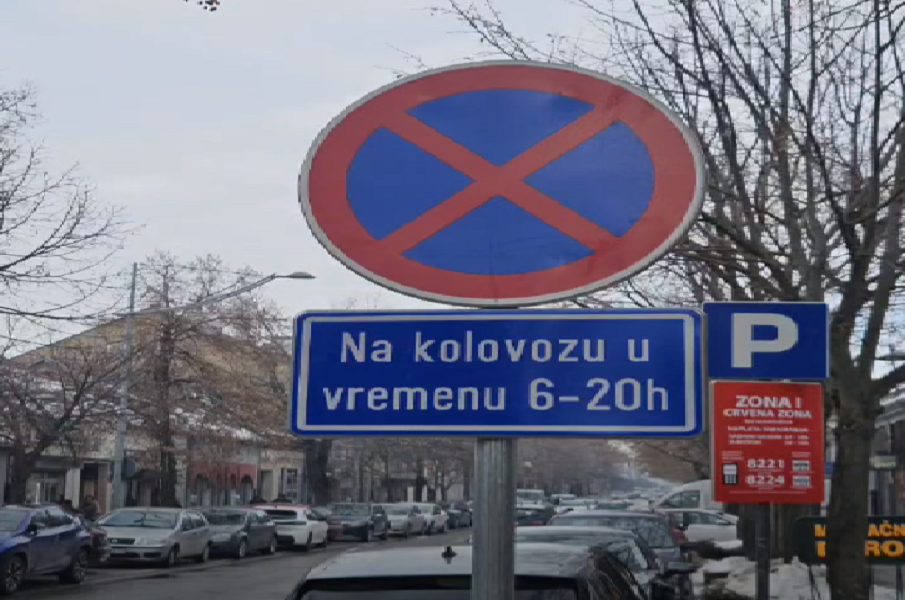 Na kolovozu u
vremenu 6-20h
P
ZONA I
CRVENA ZONA
8221
8224